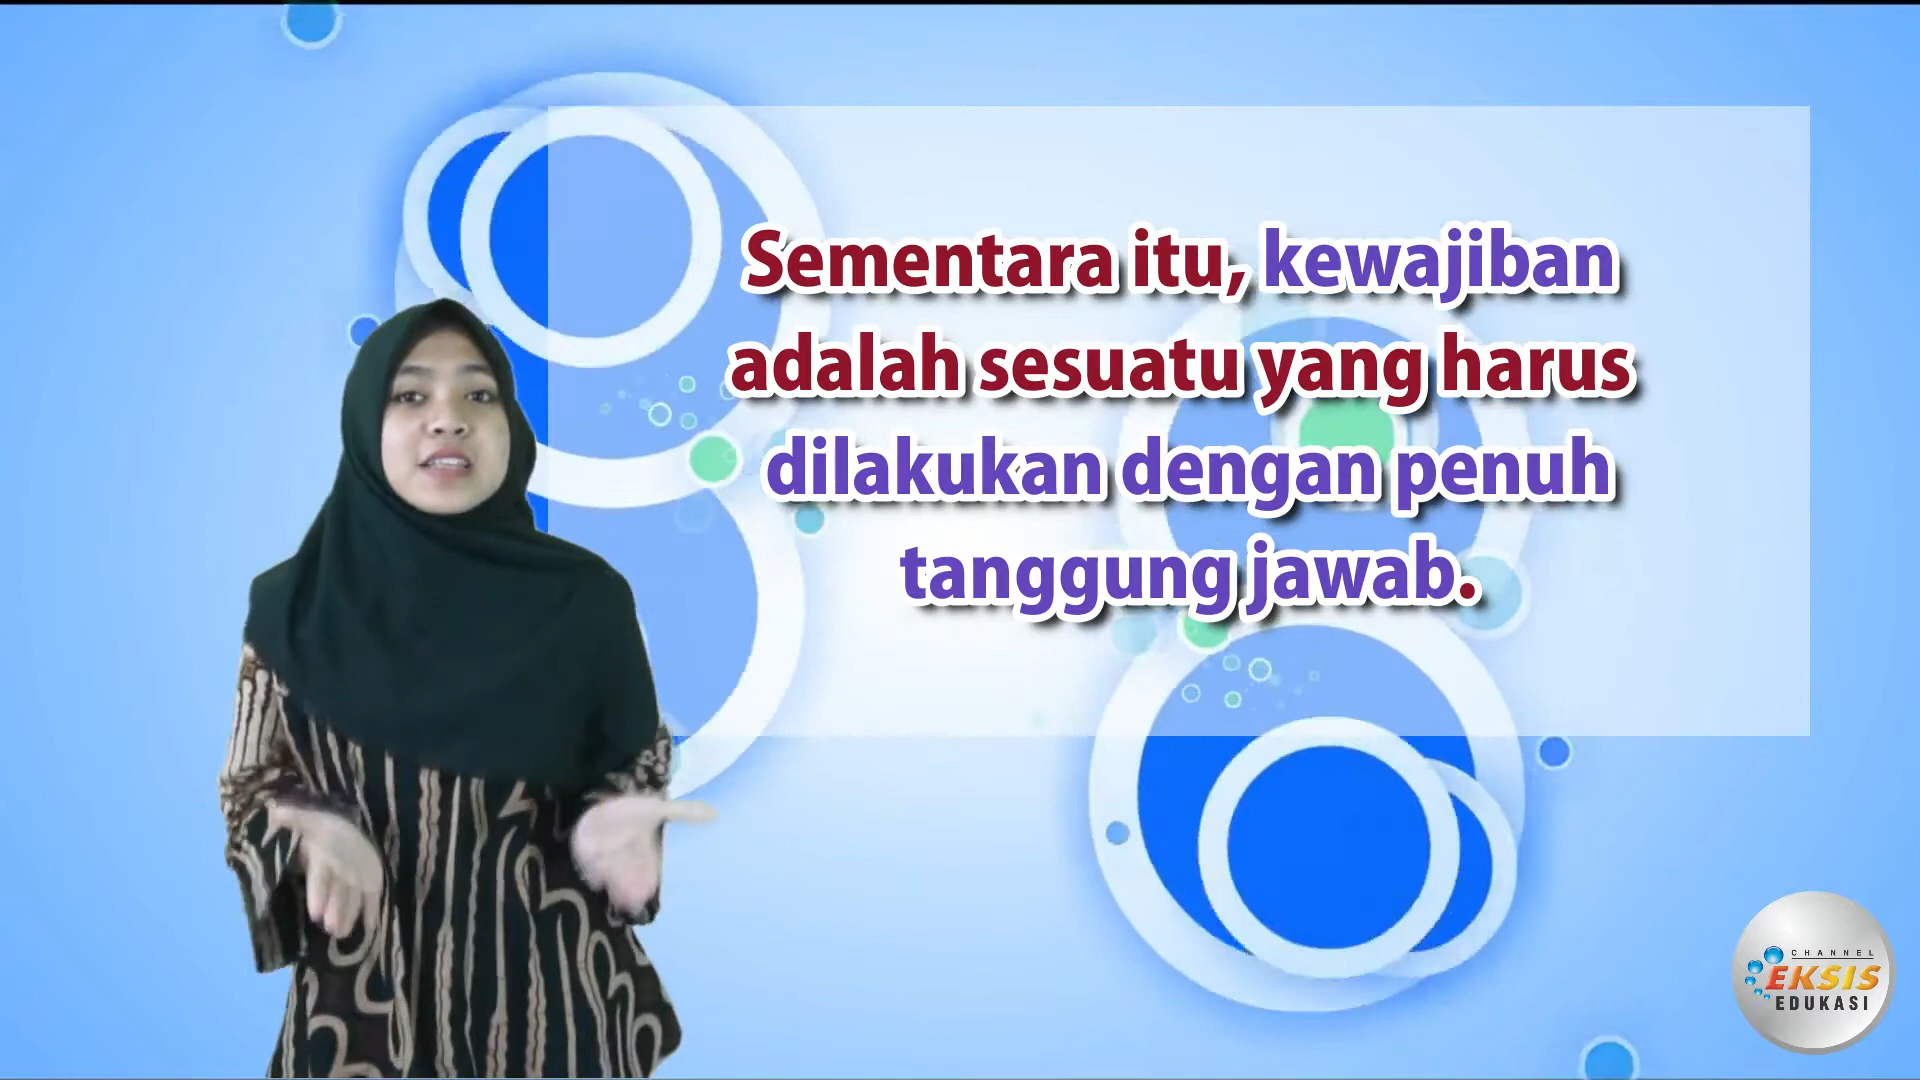 Sementara itu, kewajiban
adalah sesuatu yang harus
dilakukan dengan penuh
tanggung jawab.
CHANNEL
EKSIS
EDUKASI